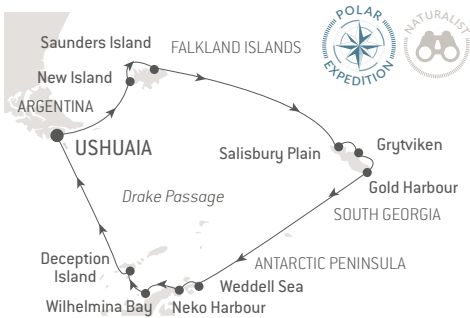 POLAR
EXPEDITION
NATURALIST
Saunders Island
FALKLAND ISLANDS
New Island
ARGENTINA
USHUAIA
Salisbury Plain
Grytviken
Gold Harbour
Drake Passage
SOUTH GEORGIA
Deception
Island
ANTARCTIC PENINSULA
Weddell Sea
Wilhelmina Bay
Neko Harbour